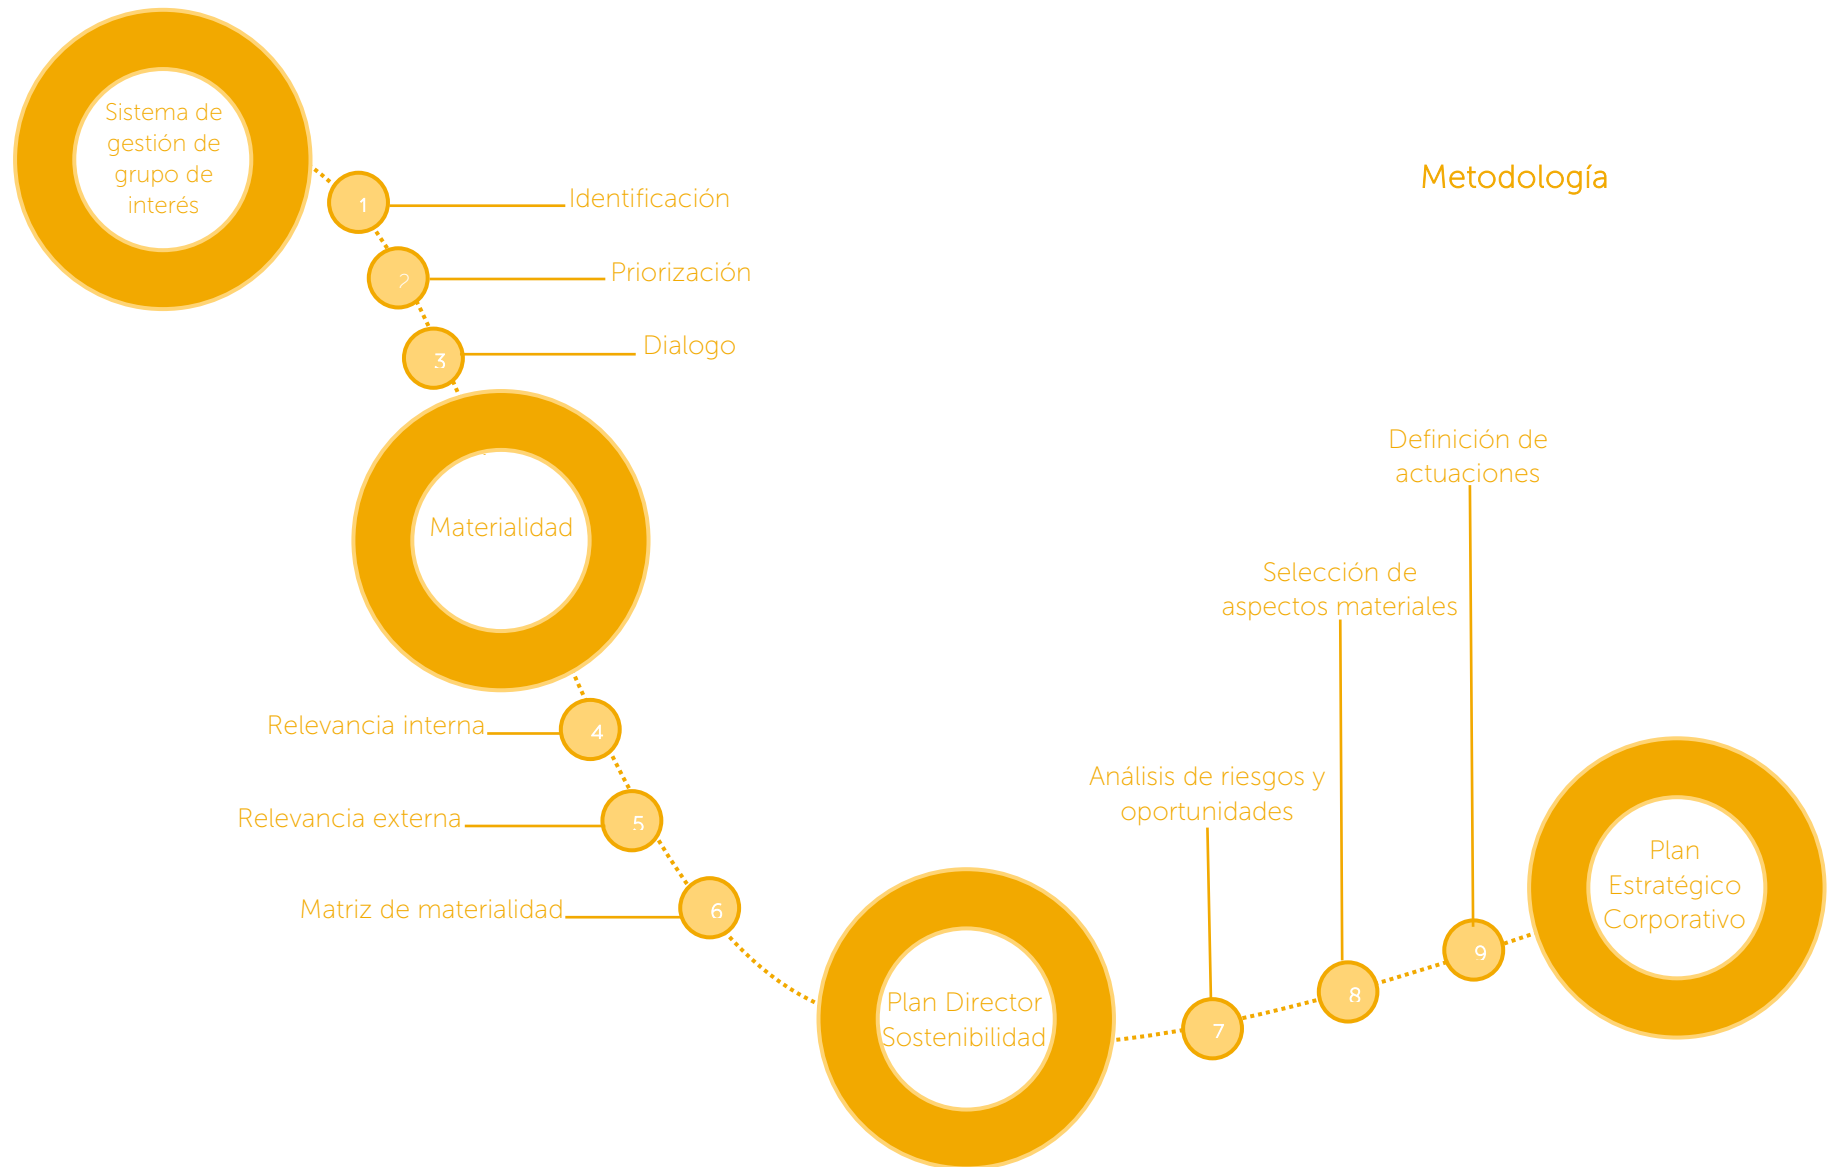 Metodología
Sistema de
gestión de
grupo de
interés
1
Identificación
2
Priorización
3
Dialogo
Materialidad
4
Relevancia interna
5
Relevancia externa
6
Matriz de materialidad
Plan Director
Sostenibilidad
7
Análisis de riesgos y
oportunidades
8
Selección de
aspectos materiales
9
Definición de
actuaciones
Plan
Estratégico
Corporativo